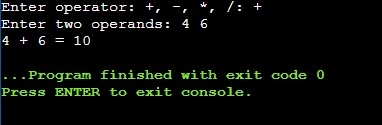 Enter operator: +, -, *, /: +
Enter two operands: 4 6
4 + 6 = 10
...Program finished with exit code 0
Press ENTER to exit console.